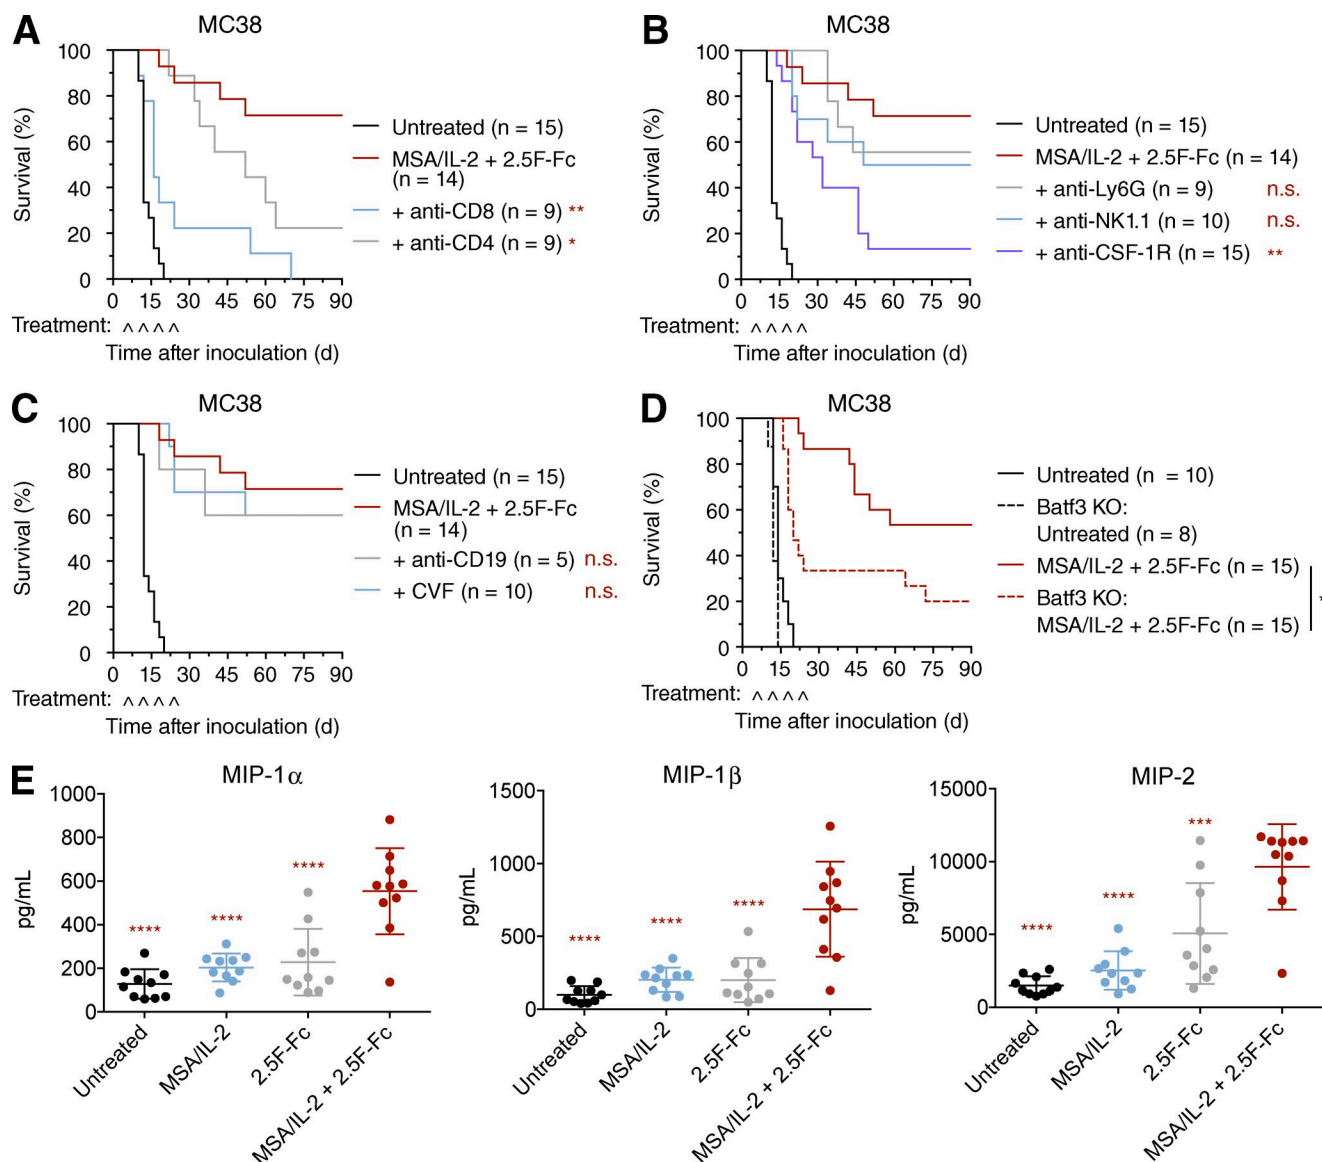 A
MC38
Survival (%)
100
80
60
40
20
0
0 15 30 45 60 75 90
Treatment: ^ ^ ^ ^
Time after inoculation (d)
Untreated (n = 15)
MSA/IL-2 + 2.5F-Fc
(n = 14)
+ anti-CD8 (n = 9) **
+ anti-CD4 (n = 9) *
B
MC38
Survival (%)
100
80
60
40
20
0
0 15 30 45 60 75 90
Treatment: ^ ^ ^ ^
Time after inoculation (d)
Untreated (n = 15)
MSA/IL-2 + 2.5F-Fc (n = 14)
+ anti-Ly6G (n = 9) n.s.
+ anti-NK1.1 (n = 10) n.s.
+ anti-CSF-1R (n = 15) **
C
MC38
Survival (%)
100
80
60
40
20
0
0 15 30 45 60 75 90
Treatment: ^ ^ ^ ^
Time after inoculation (d)
Untreated (n = 15)
MSA/IL-2 + 2.5F-Fc
(n = 14)
+ anti-CD19 (n = 5) n.s.
+ CVF (n = 10) n.s.
D
MC38
Survival (%)
100
80
60
40
20
0
0 15 30 45 60 75 90
Treatment: ^ ^ ^ ^
Time after inoculation (d)
Untreated (n = 10)
Batf3 KO:
Untreated (n = 8)
MSA/IL-2 + 2.5F-Fc (n = 15)
Batf3 KO:
MSA/IL-2 + 2.5F-Fc (n = 15)
E
MIP-1α
pg/mL
1000
800
600
400
200
0
**** **** ****
Untreated
MSA/IL-2
2.5F-Fc
MSA/IL-2 + 2.5F-Fc
MIP-1β
pg/mL
1500
1000
500
0
**** **** ****
Untreated
MSA/IL-2
2.5F-Fc
MSA/IL-2 + 2.5F-Fc
MIP-2
pg/mL
15000
10000
5000
0
**** **** ***
Untreated
MSA/IL-2
2.5F-Fc
MSA/IL-2 + 2.5F-Fc